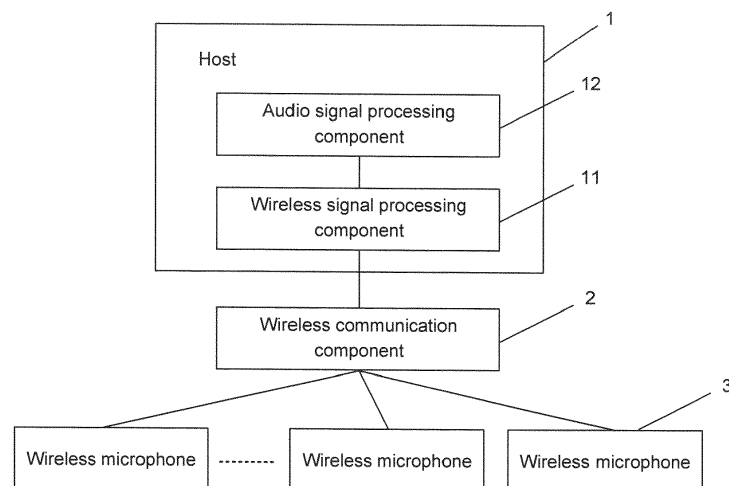 1
Host
12
Audio signal processing
component
11
Wireless signal processing
component
2
Wireless communication
component
3
Wireless microphone
Wireless microphone
Wireless microphone